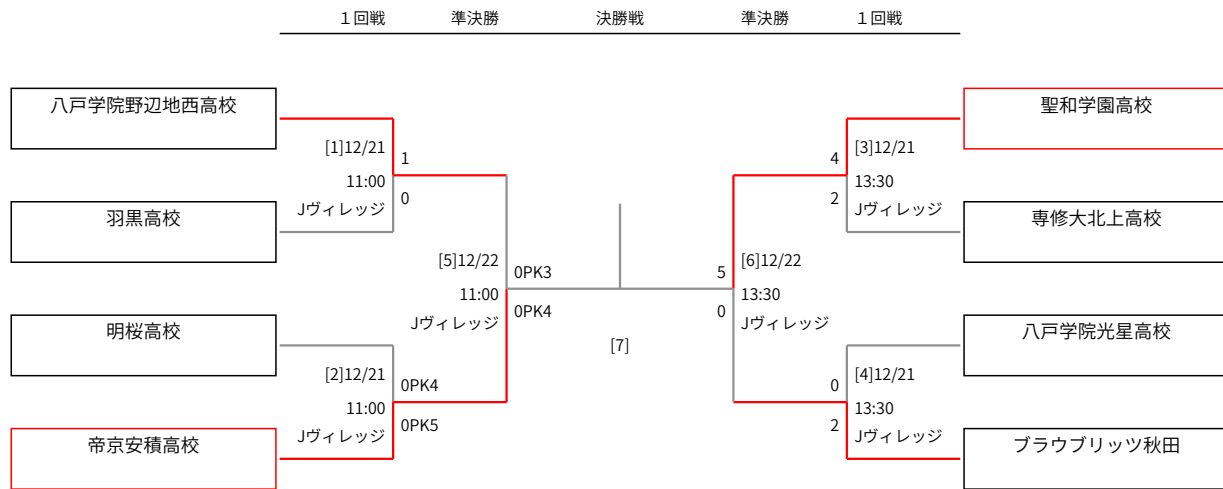 １回戦 準決勝 決勝戦 準決勝 １回戦
八戸学院野辺地西高校
[1]12/21
11:00
Jヴィレッジ
1
0
羽黒高校
[5]12/22
11:00
Jヴィレッジ
0PK3
0PK4
明桜高校
[2]12/21
11:00
Jヴィレッジ
0PK4
0PK5
帝京安積高校
[7]
聖和学園高校
4
2
[3]12/21
13:30
Jヴィレッジ
専修大北上高校
5
0
[6]12/22
13:30
Jヴィレッジ
八戸学院光星高校
0
2
[4]12/21
13:30
Jヴィレッジ
ブラウブリッツ秋田